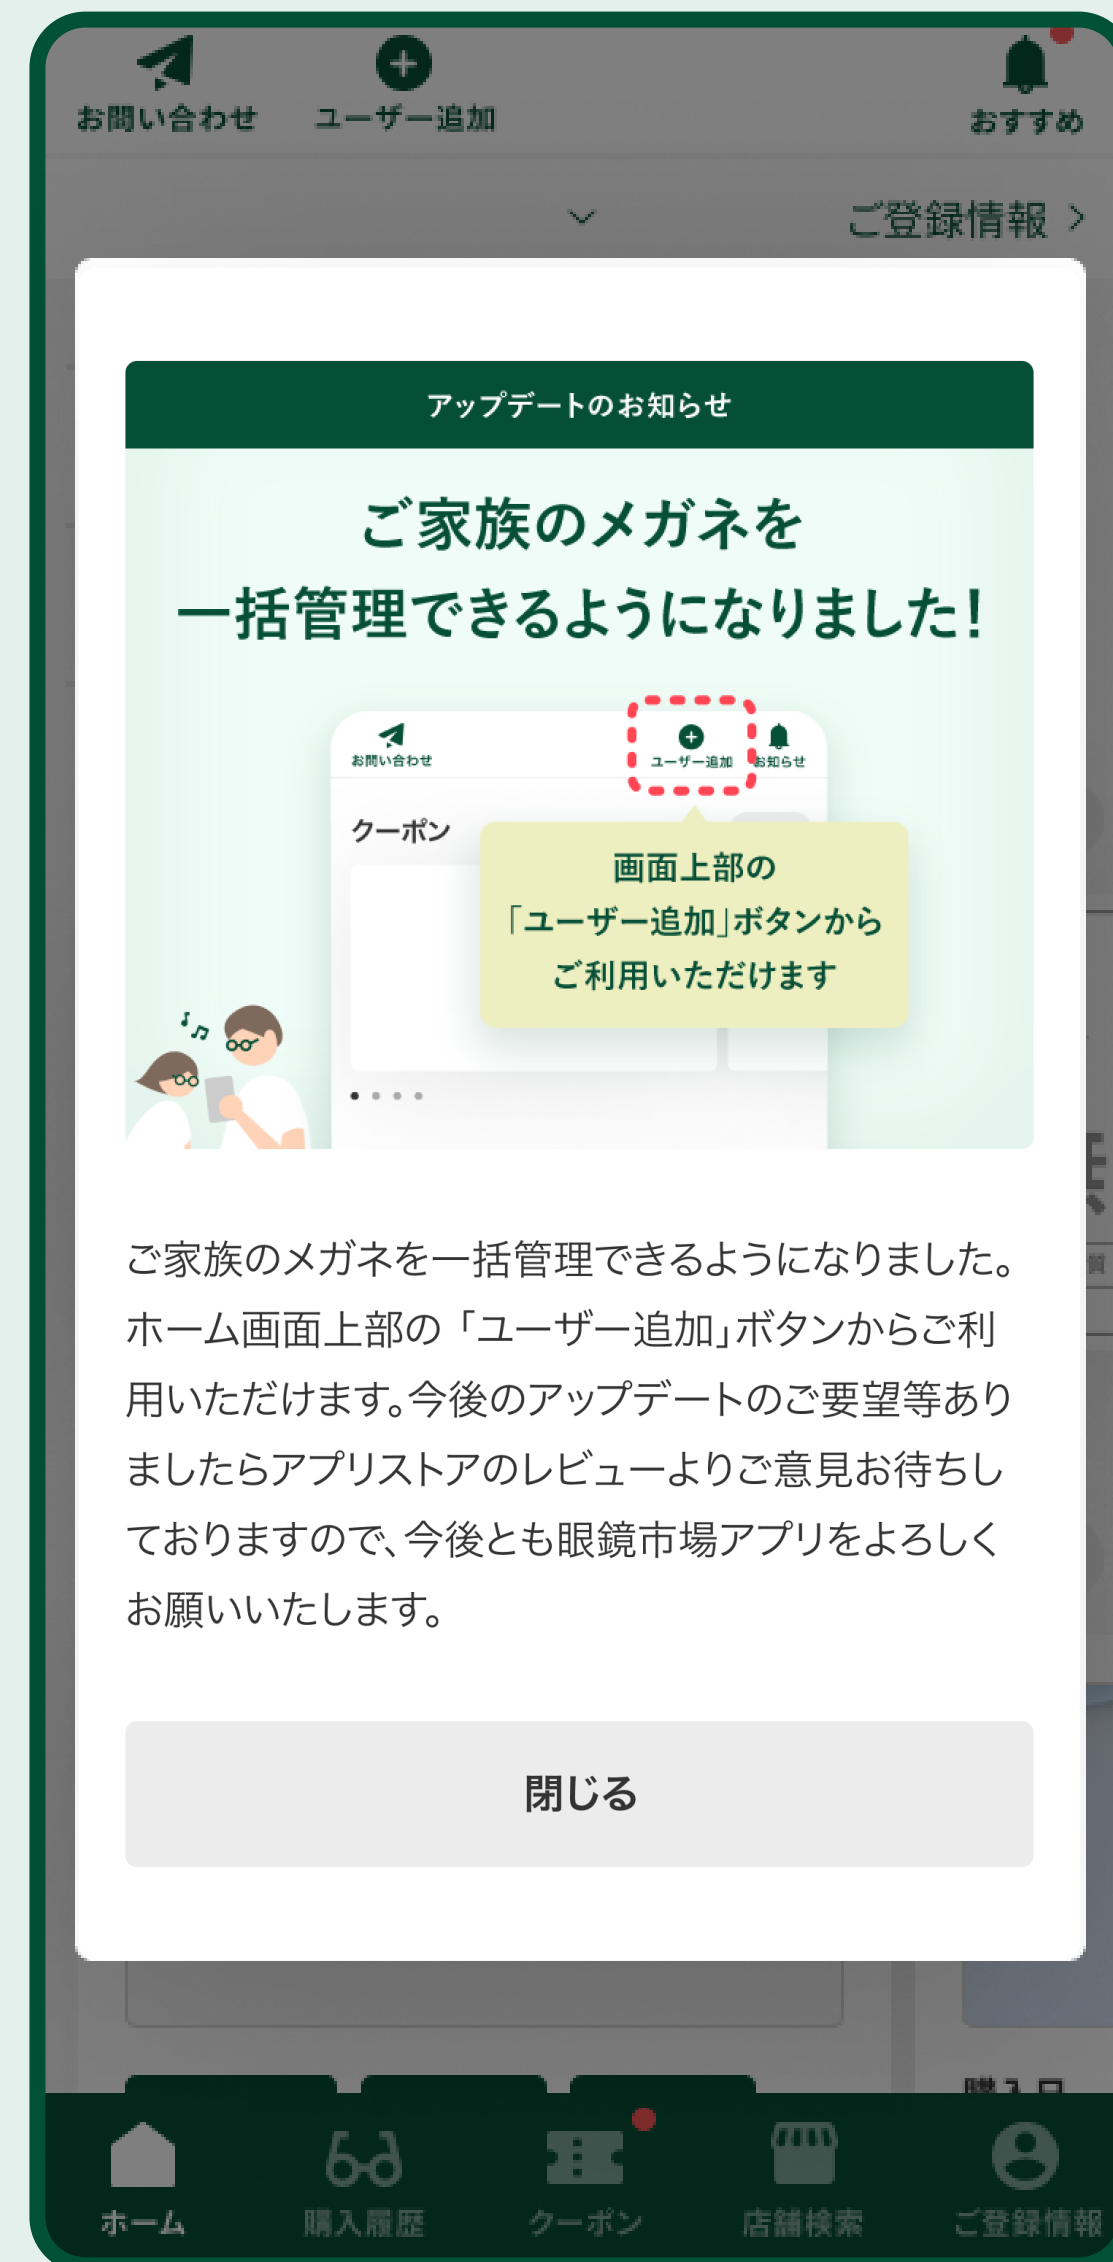 お問い合わせ
ユーザー追加
おすすめ
ご登録情報
アップデートのお知らせ
ご家族のメガネを
一括管理できるようになりました!
お問い合わせ
ユーザー追加
お知らせ
クーポン
画面上部の
「ユーザー追加」ボタンから
ご利用いただけます
ご家族のメガネを一括管理できるようになりました。
ホーム画面上部の「ユーザー追加」ボタンからご利
用いただけます。今後のアップデートのご要望等あり
ましたらアプリストアのレビューよりご意見お待ちし
ておりますので、今後とも眼鏡市場アプリをよろしく
お願いいたします。
閉じる
購入日
ホーム
購入履歴
クーポン
店舗検索
ご登録情報